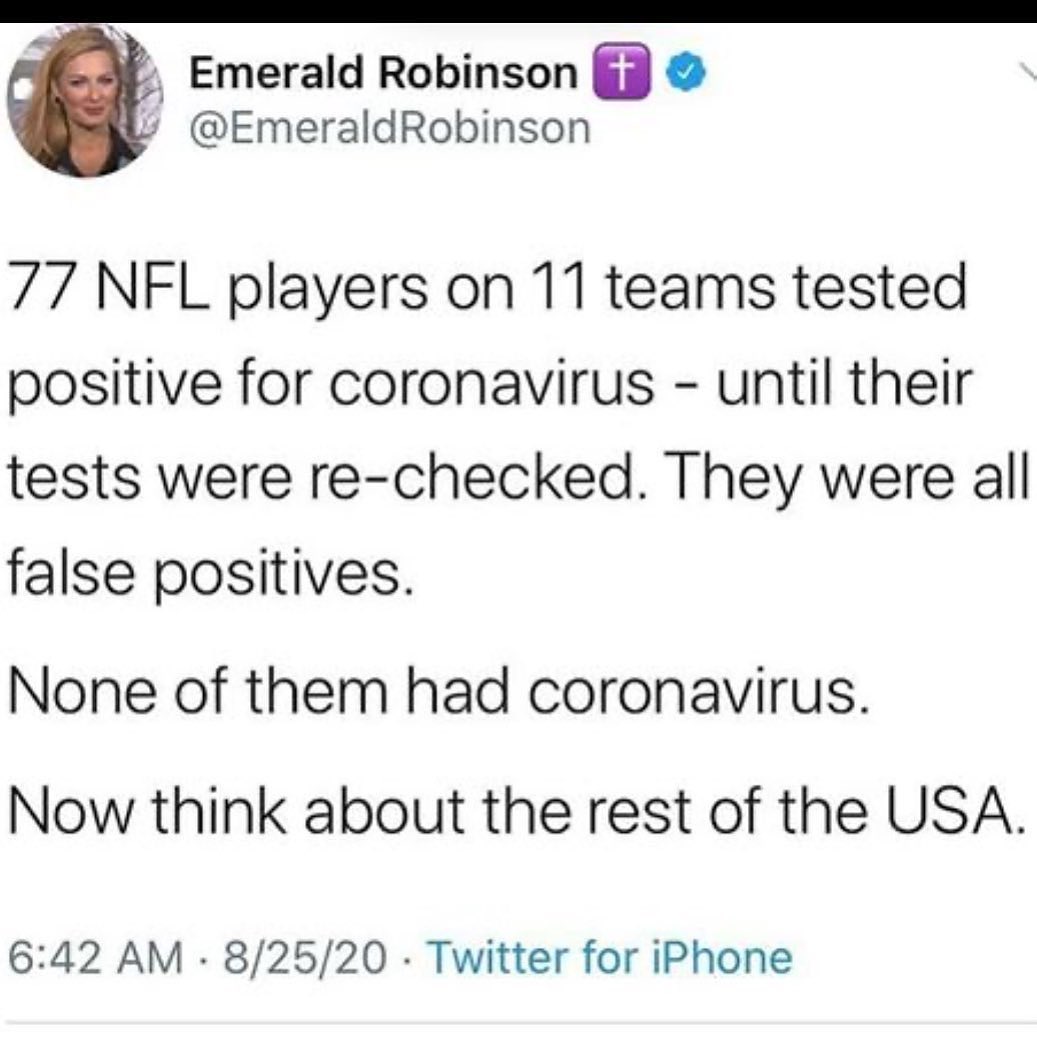 Emerald Robinson ✝️
@EmeraldRobinson
77 NFL players on 11 teams tested
positive for coronavirus - until their
tests were re-checked. They were all
false positives.
None of them had coronavirus.
Now think about the rest of the USA.
6:42 AM · 8/25/20 · Twitter for iPhone